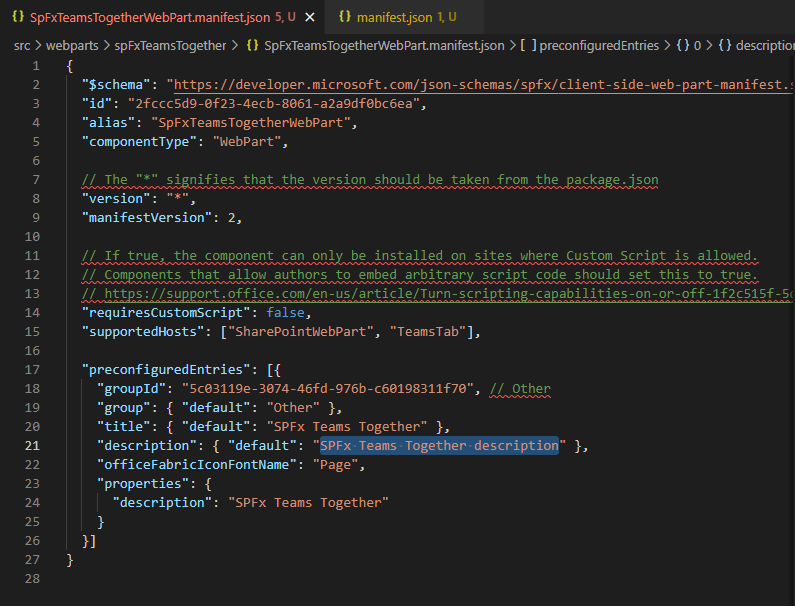 {} SpFxTeamsTogetherWebPart.manifest.json 5, U × {} manifest.json 1, U
src > webparts > spFxTeamsTogether > {} SpFxTeamsTogetherWebPart.manifest.json > [ ] preconfiguredEntries > {} 0 > {} description
1 {
2 "$schema": "https://developer.microsoft.com/json-schemas/spfx/client-side-web-part-manifest.s
3 "id": "2fccc5d9-0f23-4ecb-8061-a2a9df0bc6ea",
4 "alias": "SpFxTeamsTogetherWebPart",
5 "componentType": "WebPart",
6
7 // The "*" signifies that the version should be taken from the package.json
8 "version": "*",
9 "manifestVersion": 2,
10
11 // If true, the component can only be installed on sites where Custom Script is allowed.
12 // Components that allow authors to embed arbitrary script code should set this to true.
13 // https://support.office.com/en-us/article/Turn-scripting-capabilities-on-or-off-1f2c515f-5c
14 "requiresCustomScript": false,
15 "supportedHosts": ["SharePointWebPart", "TeamsTab"],
16
17 "preconfiguredEntries": [{
18 "groupId": "5c03119e-3074-46fd-976b-c60198311f70", // Other
19 "group": { "default": "Other" },
20 "title": { "default": "SPFx Teams Together" },
21 "description": { "default": "SPFx Teams Together description" },
22 "officeFabricIconFontName": "Page",
23 "properties": {
24 "description": "SPFx Teams Together"
25 }
26 }]
27 }
28